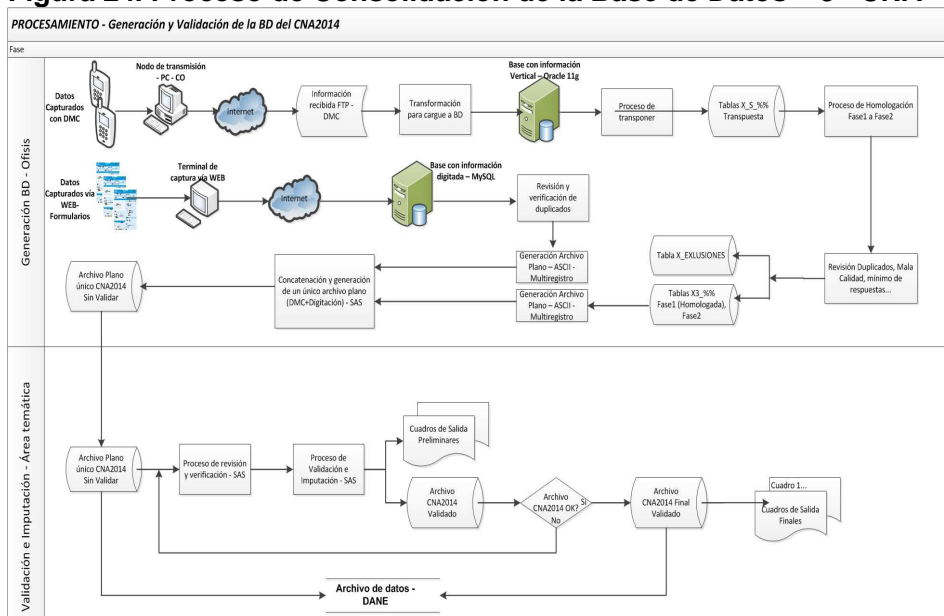 Figura 24. Proceso de Consolidación de la Base de Datos – 3° CNA
PROCESAMIENTO - Generación y Validación de la BD del CNA2014
Fase
Generación BD - Ofisis
Datos
Capturados
con DMC
Nodo de transmisión
- PC - CO
Internet
Información
recibida FTP -
DMC
Transformación
para cargue a BD
Base con información
Vertical – Oracle 11g
Proceso de
transponer
Tablas X_S_%%
Transpuesta
Proceso de Homologación
Fase1 a Fase2
Datos
Capturados vía
WEB-
Formularios
Terminal de
captura vía WEB
Internet
Base con información
digitada – MySQL
Revisión y
verificación de
duplicados
Generación Archivo
Plano – ASCII -
Multiregistro
Generación Archivo
Plano – ASCII -
Multiregistro
Tabla X_EXLUSIONES
Tablas X3_%%
Fase1 (Homologada),
Fase2
Revisión Duplicados, Mala
Calidad, mínimo de
respuestas...
Concatenación y generación
de un único archivo plano
(DMC+Digitación) - SAS
Archivo Plano
único CNA2014
Sin Validar
Validación e Imputación - Área temática
Archivo Plano
único CNA2014
Sin Validar
Proceso de revisión
y verificación - SAS
Proceso de
Validación e
Imputación - SAS
Cuadros de Salida
Preliminares
Archivo
CNA2014
Validado
Archivo
CNA2014 OK?
Si
No
Archivo
CNA2014 Final
Validado
Cuadro 1...
Cuadros de Salida
Finales
Archivo de datos -
DANE